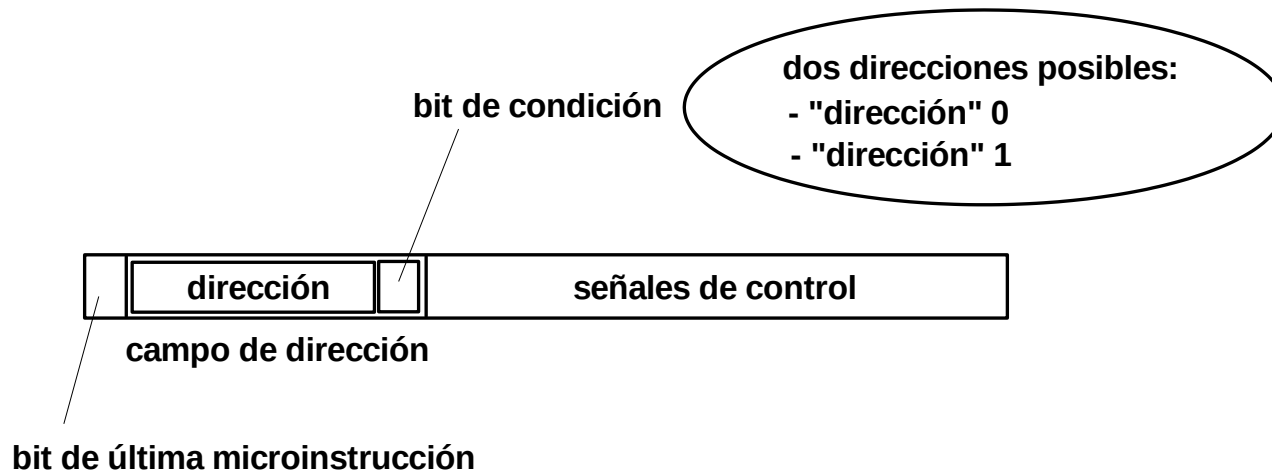 dos direcciones posibles:
- "dirección" 0
- "dirección" 1
bit de condición
dirección
señales de control
campo de dirección
bit de última microinstrucción